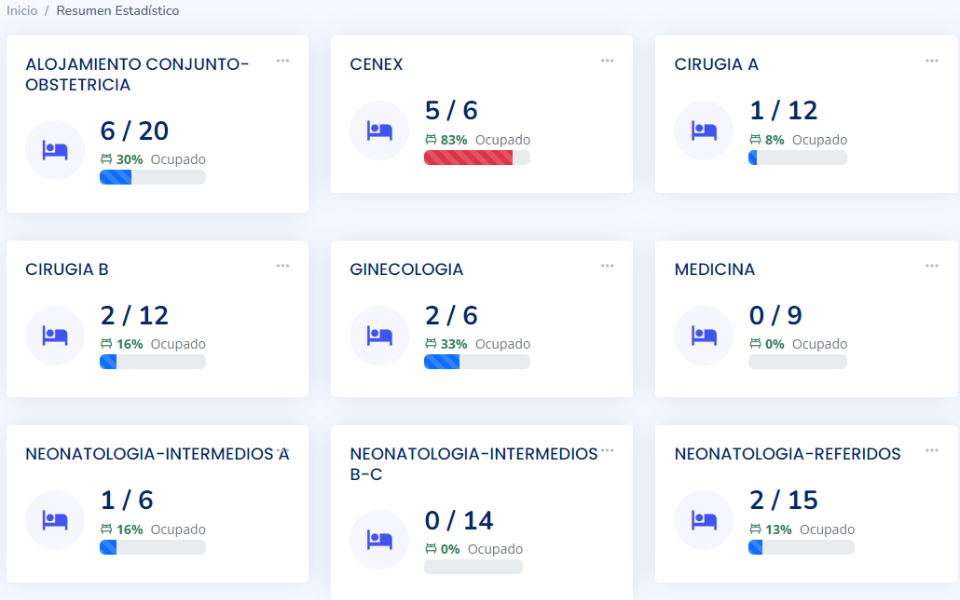 Inicio / Resumen Estadístico
ALOJAMIENTO CONJUNTO-
OBSTETRICIA
6 / 20
30% Ocupado
CENEX
5 / 6
83% Ocupado
CIRUGIA A
1 / 12
8% Ocupado
CIRUGIA B
2 / 12
16% Ocupado
GINECOLOGIA
2 / 6
33% Ocupado
MEDICINA
0 / 9
0% Ocupado
NEONATOLOGIA-INTERMEDIOS A
1 / 6
16% Ocupado
NEONATOLOGIA-INTERMEDIOS
B-C
0 / 14
0% Ocupado
NEONATOLOGIA-REFERIDOS
2 / 15
13% Ocupado